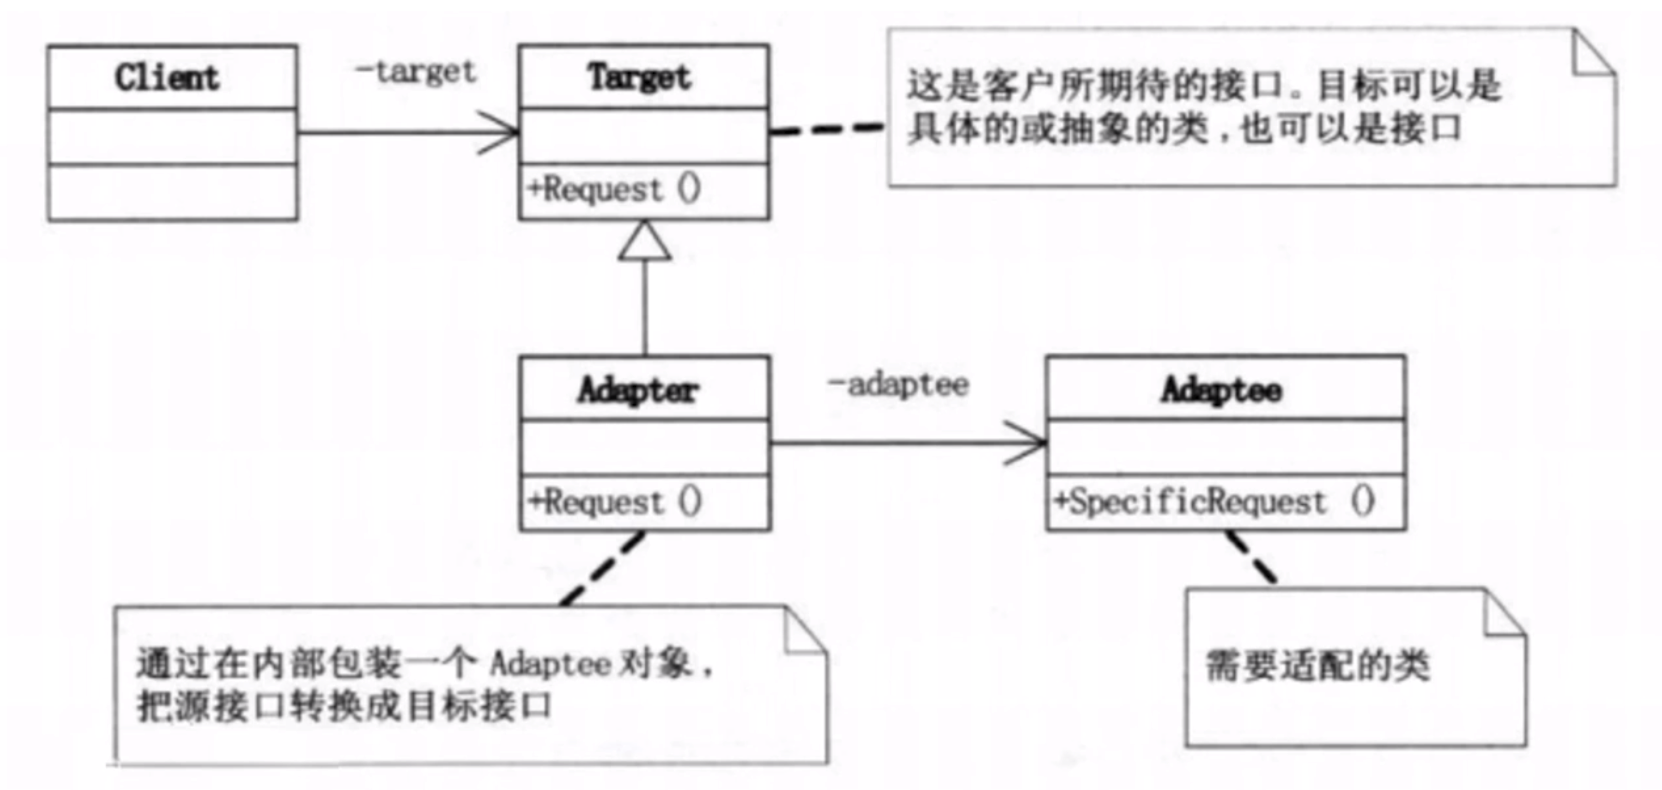 Client
-target
Target
+Request ()
这是客户所期待的接口。目标可以是
具体的或抽象的类,也可以是接口
Adapter
+Request ()
-adaptee
Adaptee
+SpecificRequest ()
通过在内部包装一个 Adaptee 对象,
把源接口转换成目标接口
需要适配的类